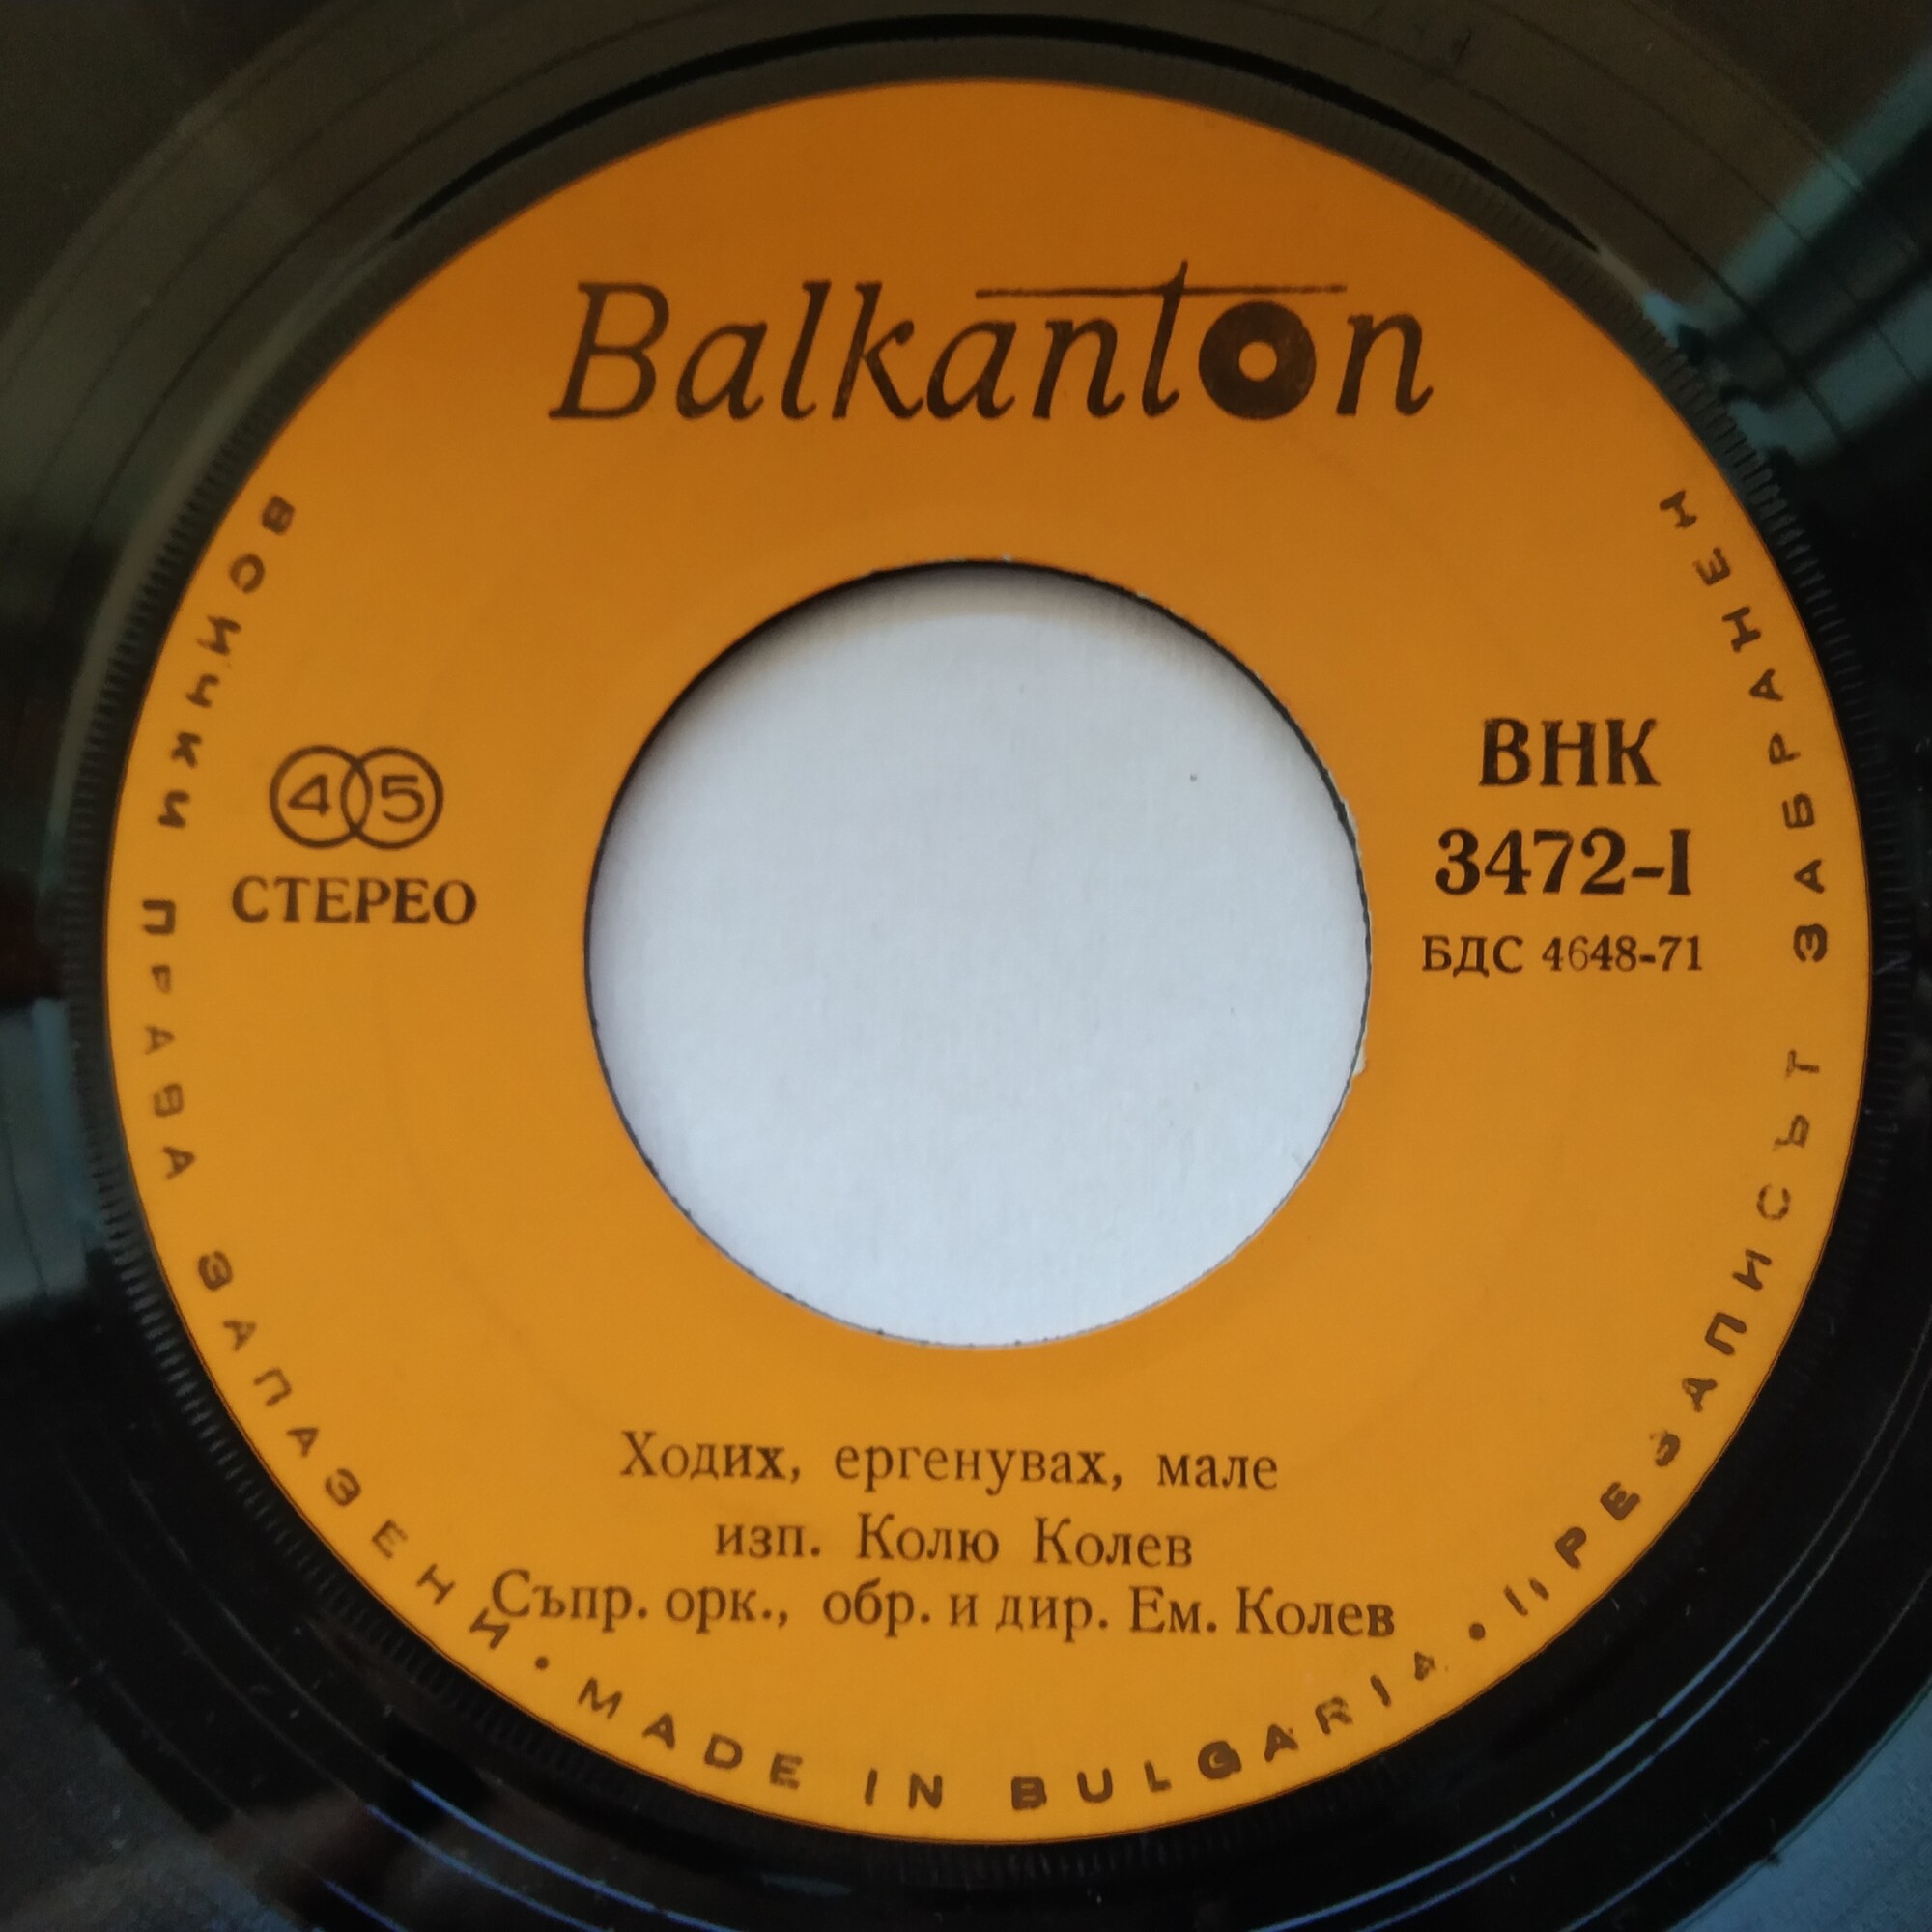 Balkanton
45
СТЕРЕО
ВНК
3472-I
БДС 4648-71
Ходих, ергенувах, мале
изп. Колю Колев
Съпр. орк., обр. и дир. Ем. Колев
ВСИЧКИ ПРАВА ЗАПАЗЕНИ • MADE IN BULGARIA • ПРЕЗАПИСЪТ ЗАБРАНЕН